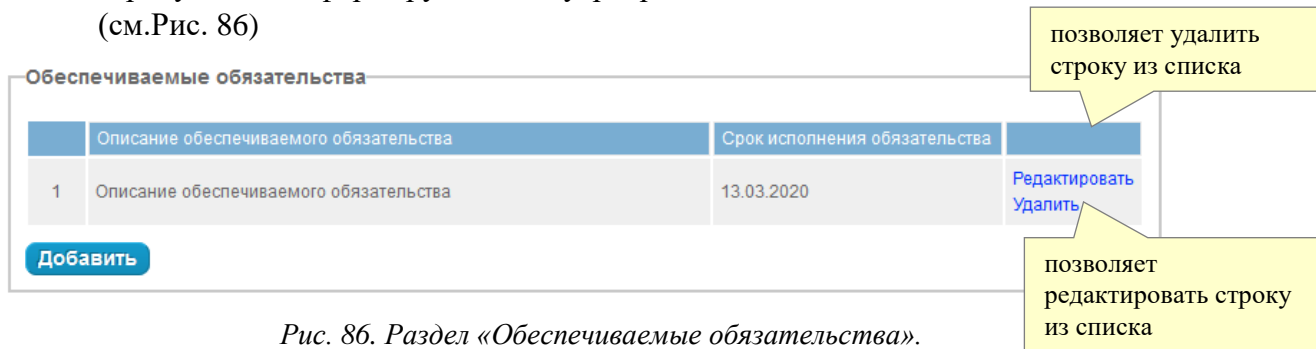 (см.Рис. 86)
позволяет удалить
строку из списка
Обеспечиваемые обязательства
Описание обеспечиваемого обязательства Срок исполнения обязательства
1 Описание обеспечиваемого обязательства 13.03.2020 Редактировать
Удалить
Добавить
позволяет
редактировать строку
из списка
Рис. 86. Раздел «Обеспечиваемые обязательства».